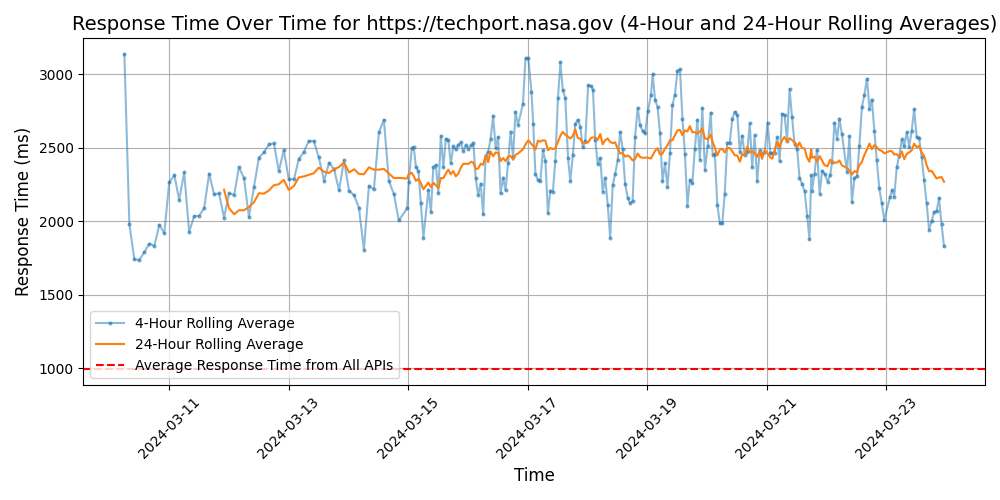 Response Time Over Time for https://techport.nasa.gov (4-Hour and 24-Hour Rolling Averages)
Response Time (ms)
3000
2500
2000
1500
1000
4-Hour Rolling Average
24-Hour Rolling Average
Average Response Time from All APIs
2024-03-11
2024-03-13
2024-03-15
2024-03-17
2024-03-19
2024-03-21
2024-03-23
Time